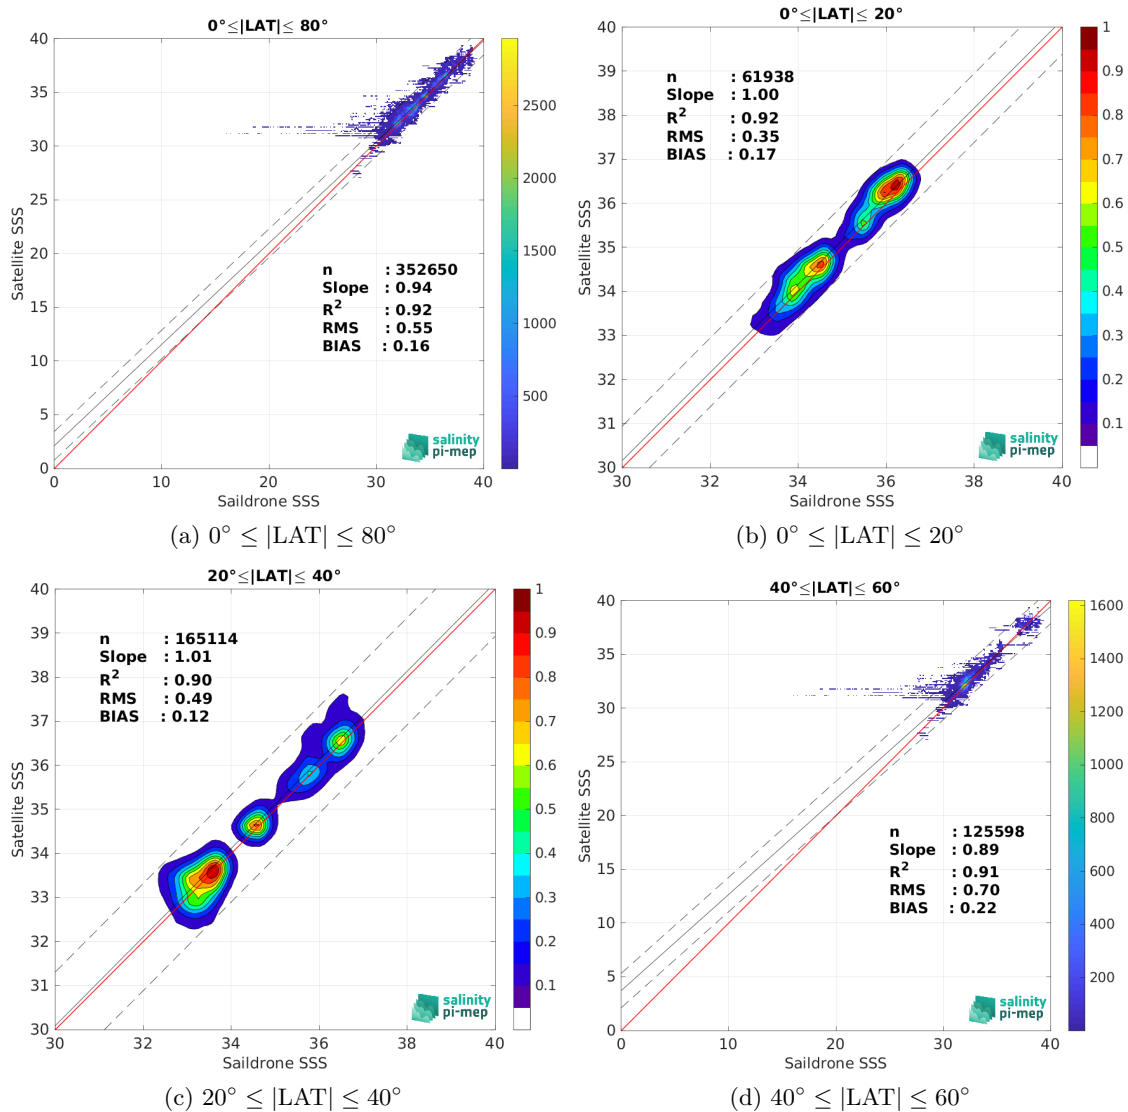 0°≤|LAT|≤ 80°
40
35
30
25
20
15
10
5
0
0
10
20
30
40
Satellite SSS
Saildrone SSS
n : 352650
Slope : 0.94
R² : 0.92
RMS : 0.55
BIAS : 0.16
salinity
pi-mep
2500
2000
1500
1000
500
(a) 0° ≤ |LAT| ≤ 80°
0°≤|LAT|≤ 20°
40
39
38
37
36
35
34
33
32
31
30
30
32
34
36
38
40
Satellite SSS
Saildrone SSS
n : 61938
Slope : 1.00
R² : 0.92
RMS : 0.35
BIAS : 0.17
salinity
pi-mep
1
0.9
0.8
0.7
0.6
0.5
0.4
0.3
0.2
0.1
(b) 0° ≤ |LAT| ≤ 20°
20°≤|LAT|≤ 40°
40
39
38
37
36
35
34
33
32
31
30
30
32
34
36
38
40
Satellite SSS
Saildrone SSS
n : 165114
Slope : 1.01
R² : 0.90
RMS : 0.49
BIAS : 0.12
salinity
pi-mep
1
0.9
0.8
0.7
0.6
0.5
0.4
0.3
0.2
0.1
(c) 20° ≤ |LAT| ≤ 40°
40°≤|LAT|≤ 60°
40
35
30
25
20
15
10
5
0
0
10
20
30
40
Satellite SSS
Saildrone SSS
n : 125598
Slope : 0.89
R² : 0.91
RMS : 0.70
BIAS : 0.22
salinity
pi-mep
1600
1400
1200
1000
800
600
400
200
(d) 40° ≤ |LAT| ≤ 60°